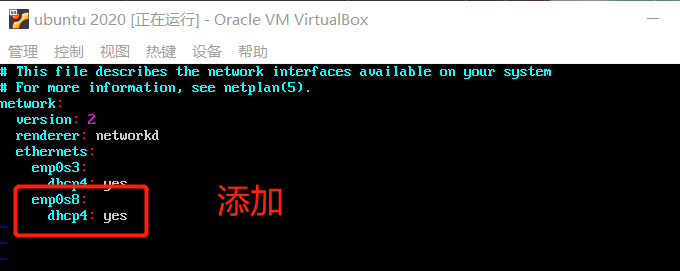 ubuntu 2020 [正在运行] - Oracle VM VirtualBox
管理 控制 视图 热键 设备 帮助
# This file describes the network interfaces available on your system
# For more information, see netplan(5).
network:
  version: 2
  renderer: networkd
  ethernets:
    enp0s3:
      dhcp4: yes
    enp0s8:
      dhcp4: yes
添加
~
~
~